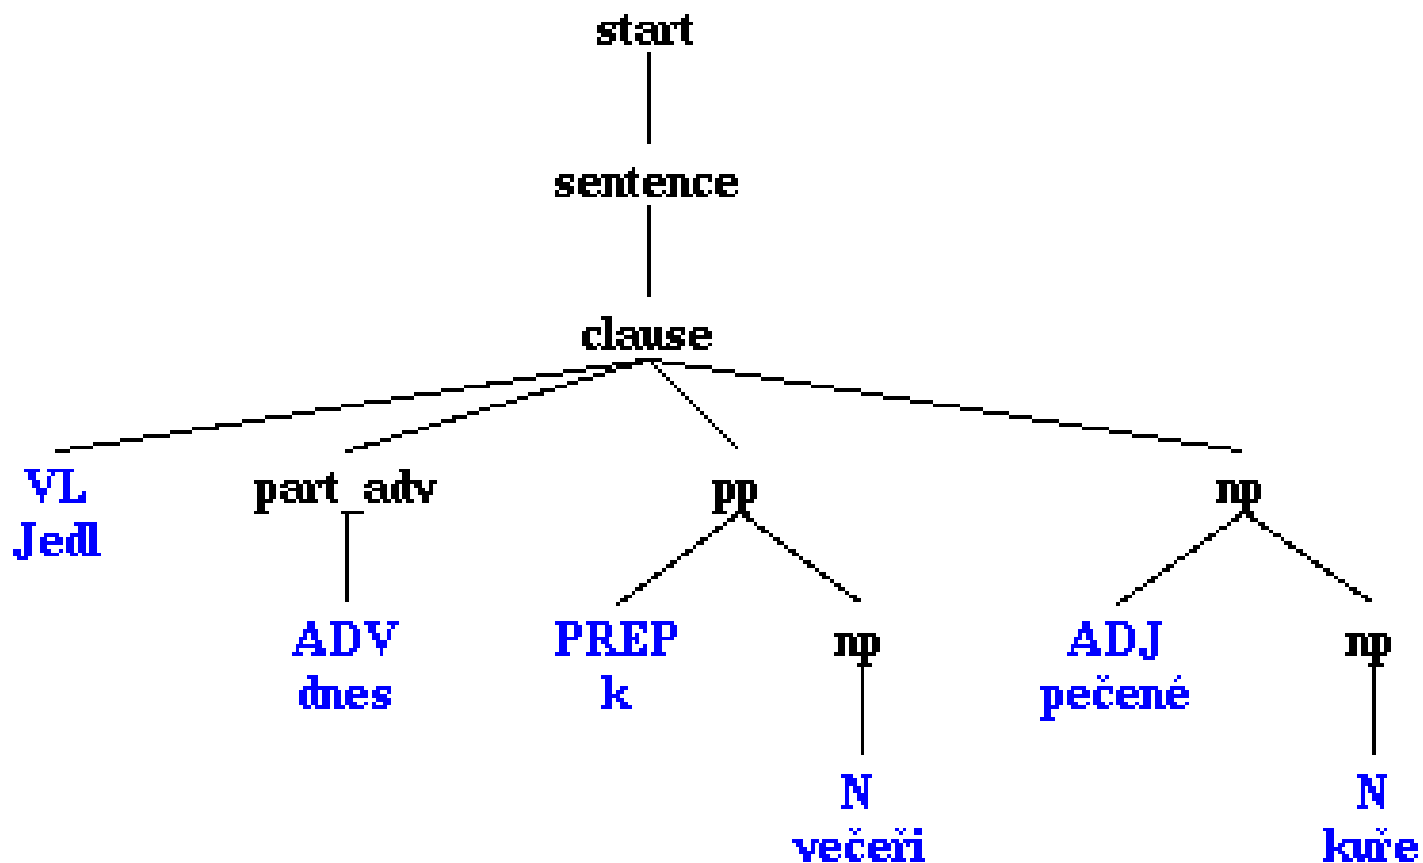 start
sentence
clause
VL part_adv pp np
Jedl
ADV PREP np ADJ np
dnes k pečené
N N
večeři kuře